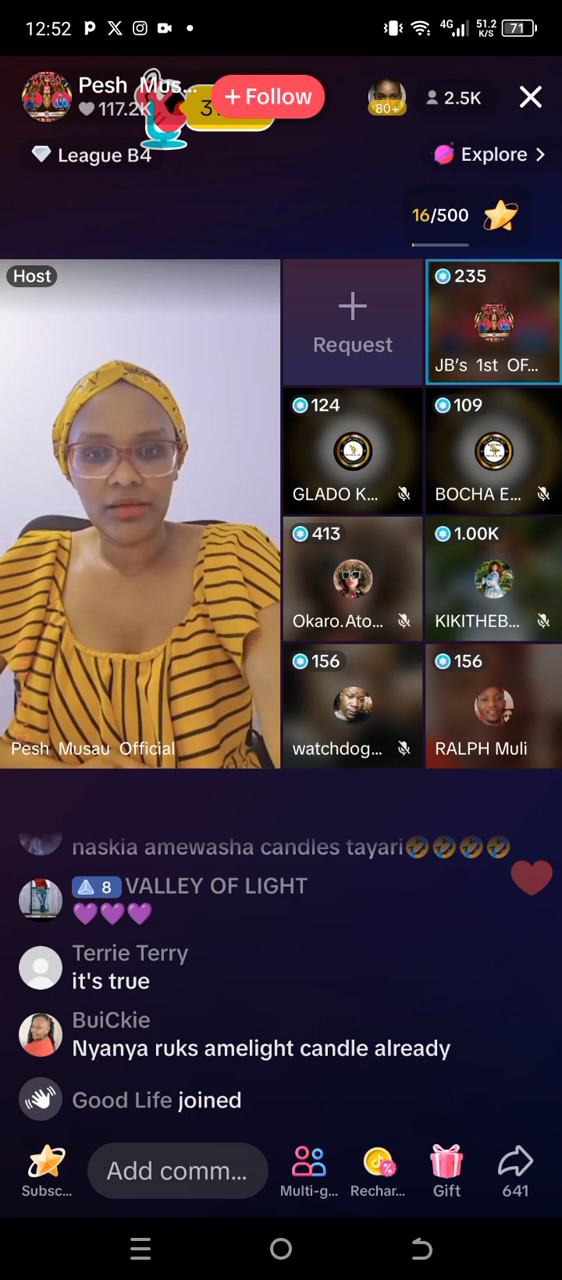 12:52
4G
51.2
K/S
71
Pesh Mus...
117.2K
+ Follow
80+
2.5K
League B4
Explore
16/500
Host
Request
235
JB's 1st OF...
124
GLADO K...
109
BOCHA E...
413
Okaro.Ato...
1.00K
KIKITHEB...
156
watchdog...
156
RALPH Muli
Pesh Musau Official
naskia amewasha candles tayari🤣🤣🤣🤣
8 VALLEY OF LIGHT
💜💜💜
Terrie Terry
it's true
BuiCkie
Nyanya ruks amelight candle already
Good Life joined
Subsc...
Add comm...
Multi-g...
Rechar...
Gift
641